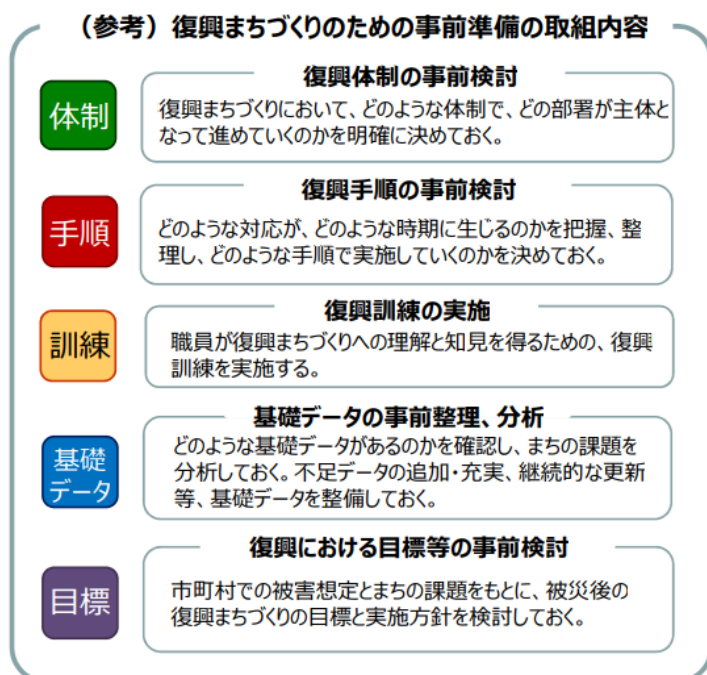 （参考）復興まちづくりのための事前準備の取組内容
体制
復興体制の事前検討
復興まちづくりにおいて、どのような体制で、どの部署が主体と
なって進めていくのかを明確に決めておく。
手順
復興手順の事前検討
どのような対応が、どのような時期に生じるのかを把握、整
理し、どのような手順で実施していくのかを決めておく。
訓練
復興訓練の実施
職員が復興まちづくりへの理解と知見を得るための、復興
訓練を実施する。
基礎
データ
基礎データの事前整理、分析
どのような基礎データがあるのかを確認し、まちの課題を
分析しておく。不足データの追加・充実、継続的な更新
等、基礎データを整備しておく。
目標
復興における目標等の事前検討
市町村での被害想定とまちの課題をもとに、被災後の
復興まちづくりの目標と実施方針を検討しておく。